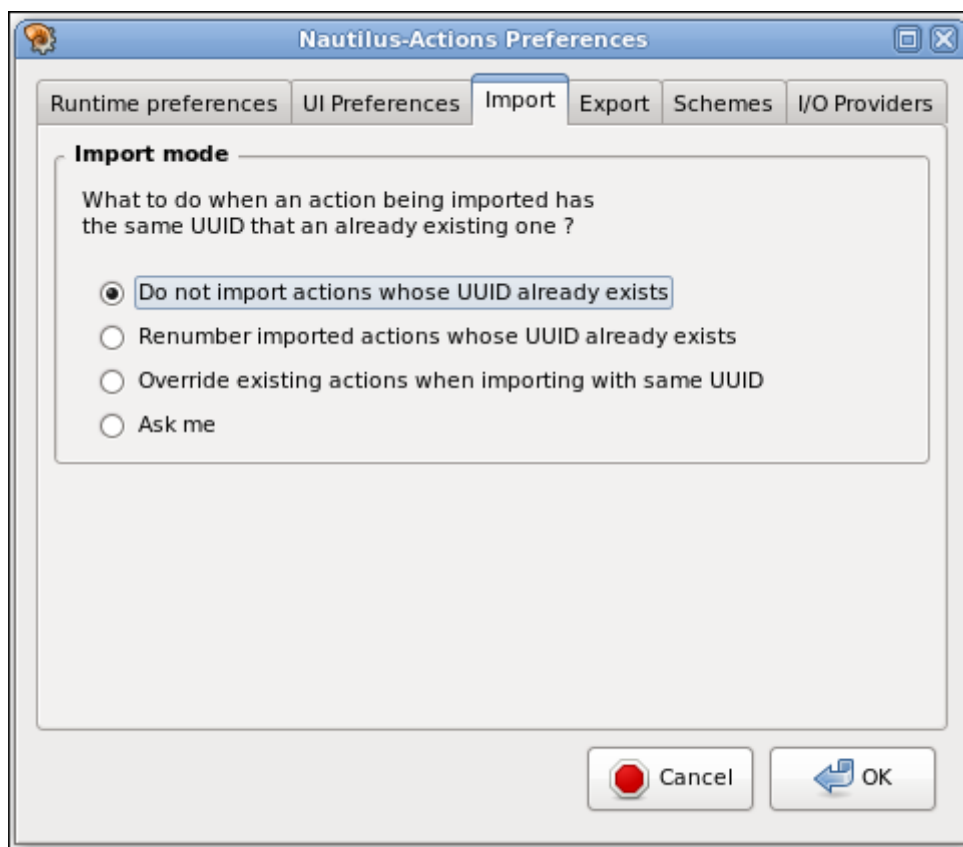 Nautilus-Actions Preferences
Runtime preferences UI Preferences Import Export Schemes I/O Providers
Import mode
What to do when an action being imported has
the same UUID that an already existing one ?
Do not import actions whose UUID already exists
Renumber imported actions whose UUID already exists
Override existing actions when importing with same UUID
Ask me
Cancel OK